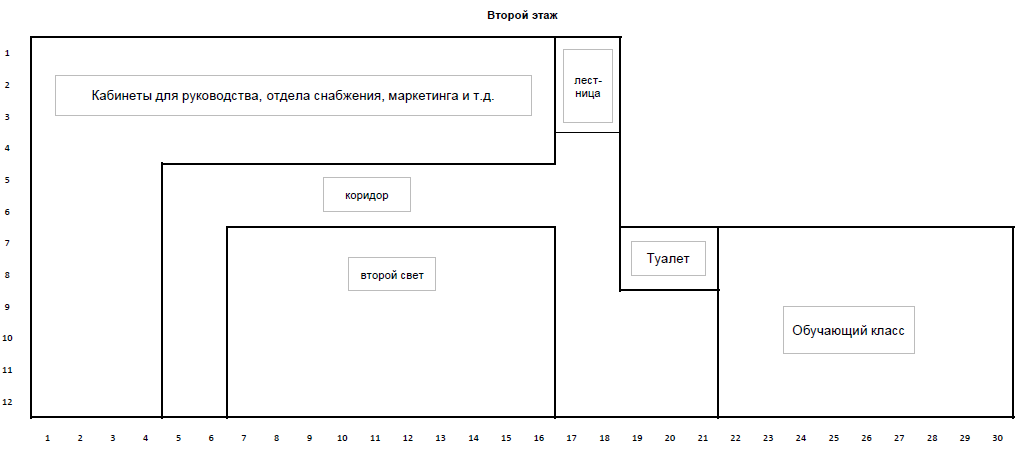 Второй этаж
1
2
3
4
5
6
7
8
9
10
11
12
Кабинеты для руководства, отдела снабжения, маркетинга и т.д.
лест-
ница
коридор
второй свет
Туалет
Обучающий класс
1 2 3 4 5 6 7 8 9 10 11 12 13 14 15 16 17 18 19 20 21 22 23 24 25 26 27 28 29 30